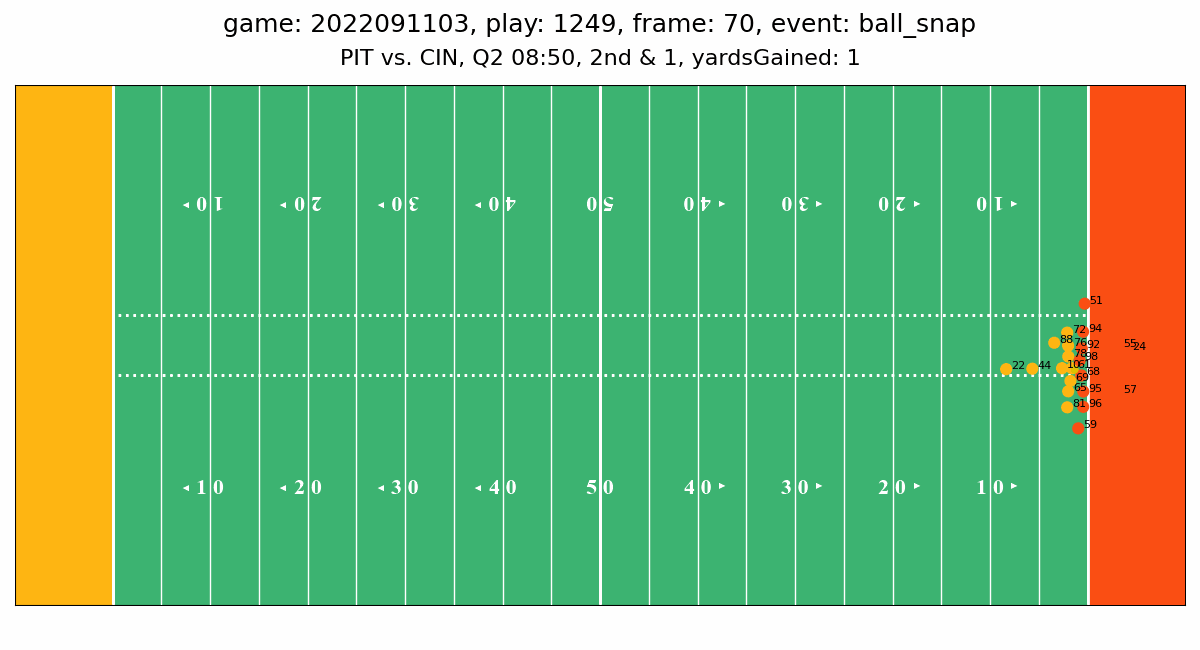 game: 2022091103, play: 1249, frame: 70, event: ball_snap
PIT vs. CIN, Q2 08:50, 2nd & 1, yardsGained: 1
10 20 30 40 50 40 30 20 10
51
72 94
88 76 92 55 24
78 98
22 44 10 61 68
69
65 95 57
81 96
59
10 20 30 40 50 40 30 20 10